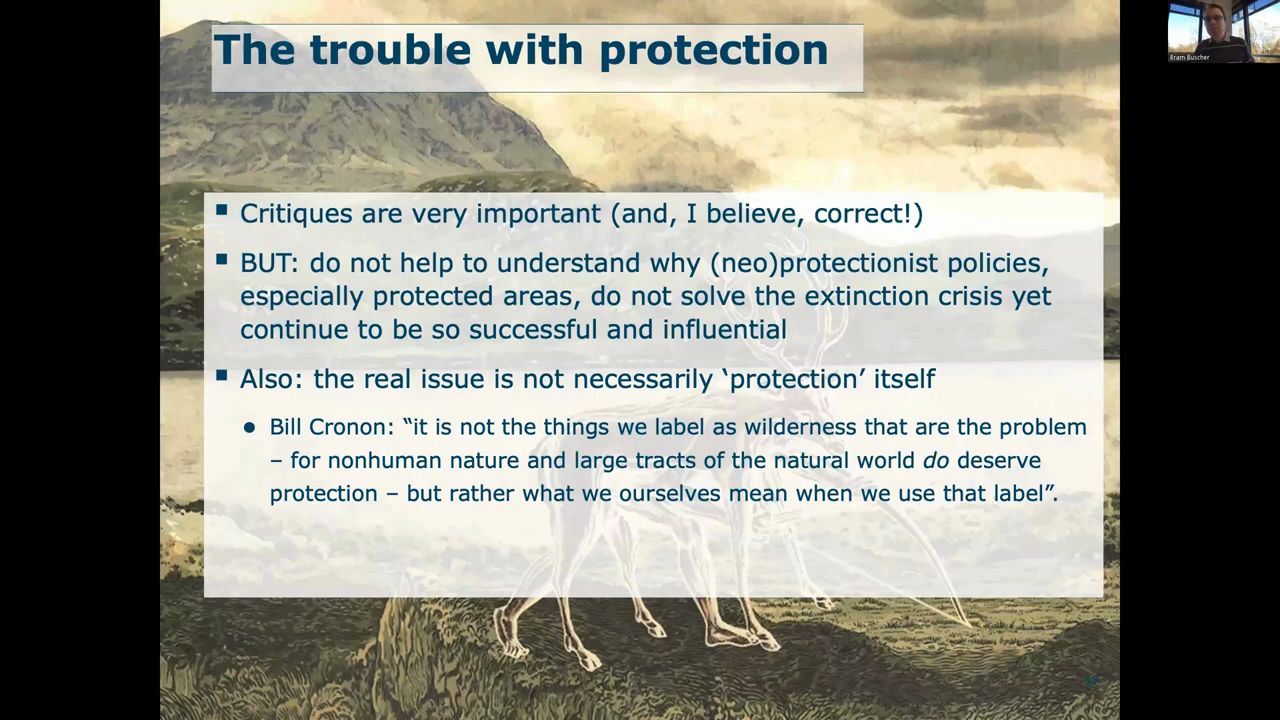 The trouble with protection
Bram Buscher
▪ Critiques are very important (and, I believe, correct!)
▪ BUT: do not help to understand why (neo)protectionist policies,
especially protected areas, do not solve the extinction crisis yet
continue to be so successful and influential
▪ Also: the real issue is not necessarily ‘protection’ itself
● Bill Cronon: “it is not the things we label as wilderness that are the problem
– for nonhuman nature and large tracts of the natural world do deserve
protection – but rather what we ourselves mean when we use that label”.